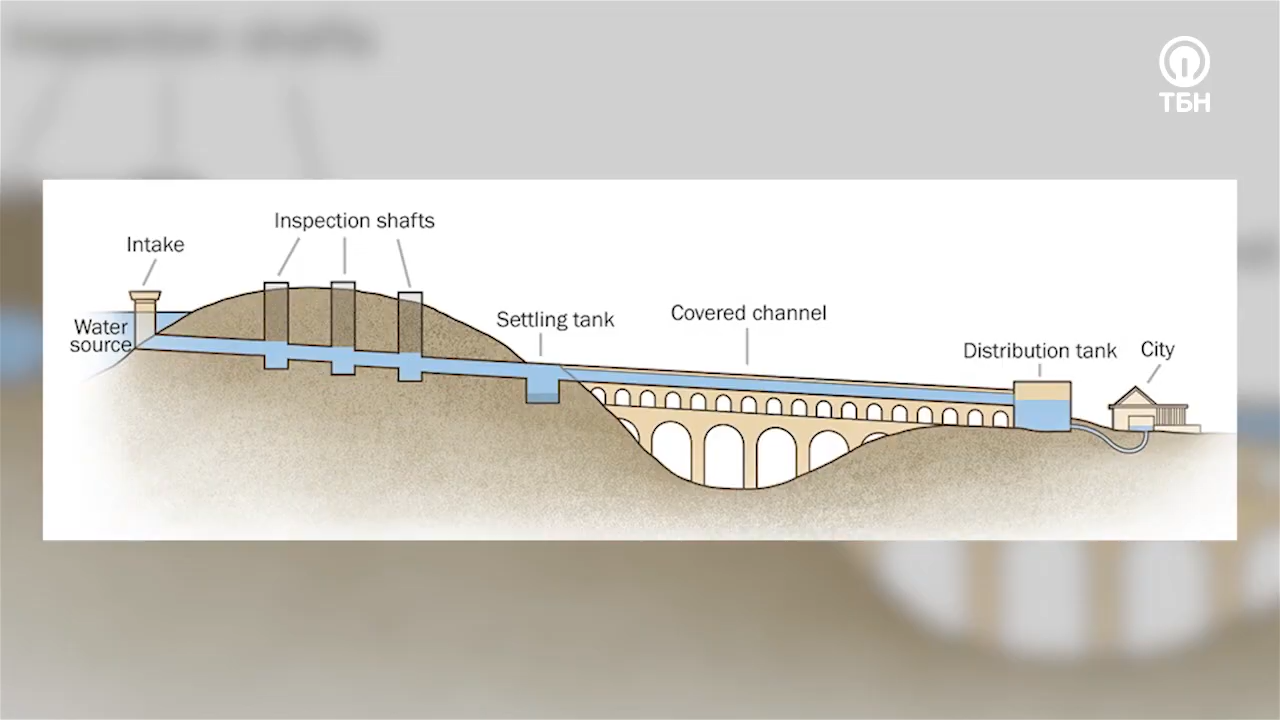 ТБН
Inspection shafts
Intake
Water
source
Settling tank
Covered channel
Distribution tank
City